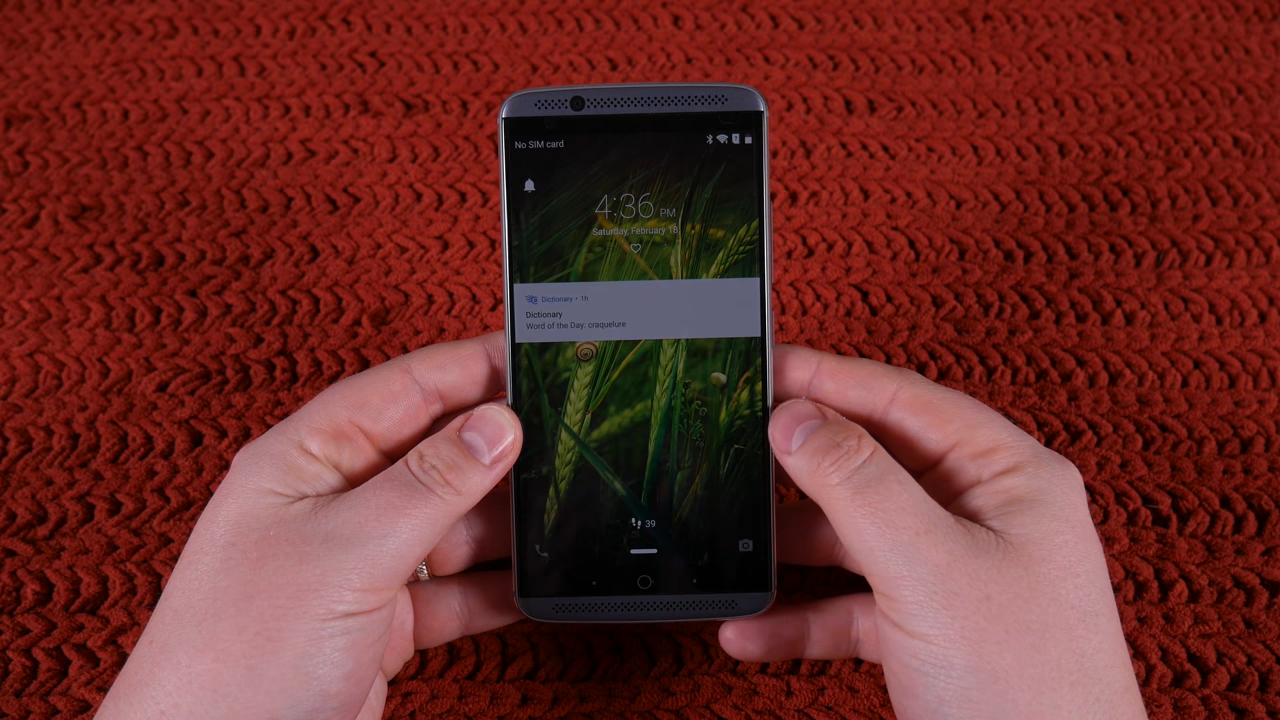 No SIM card
4:36 PM
Saturday, February 18
Dictionary • 1h
Dictionary
Word of the Day: craquelure
39